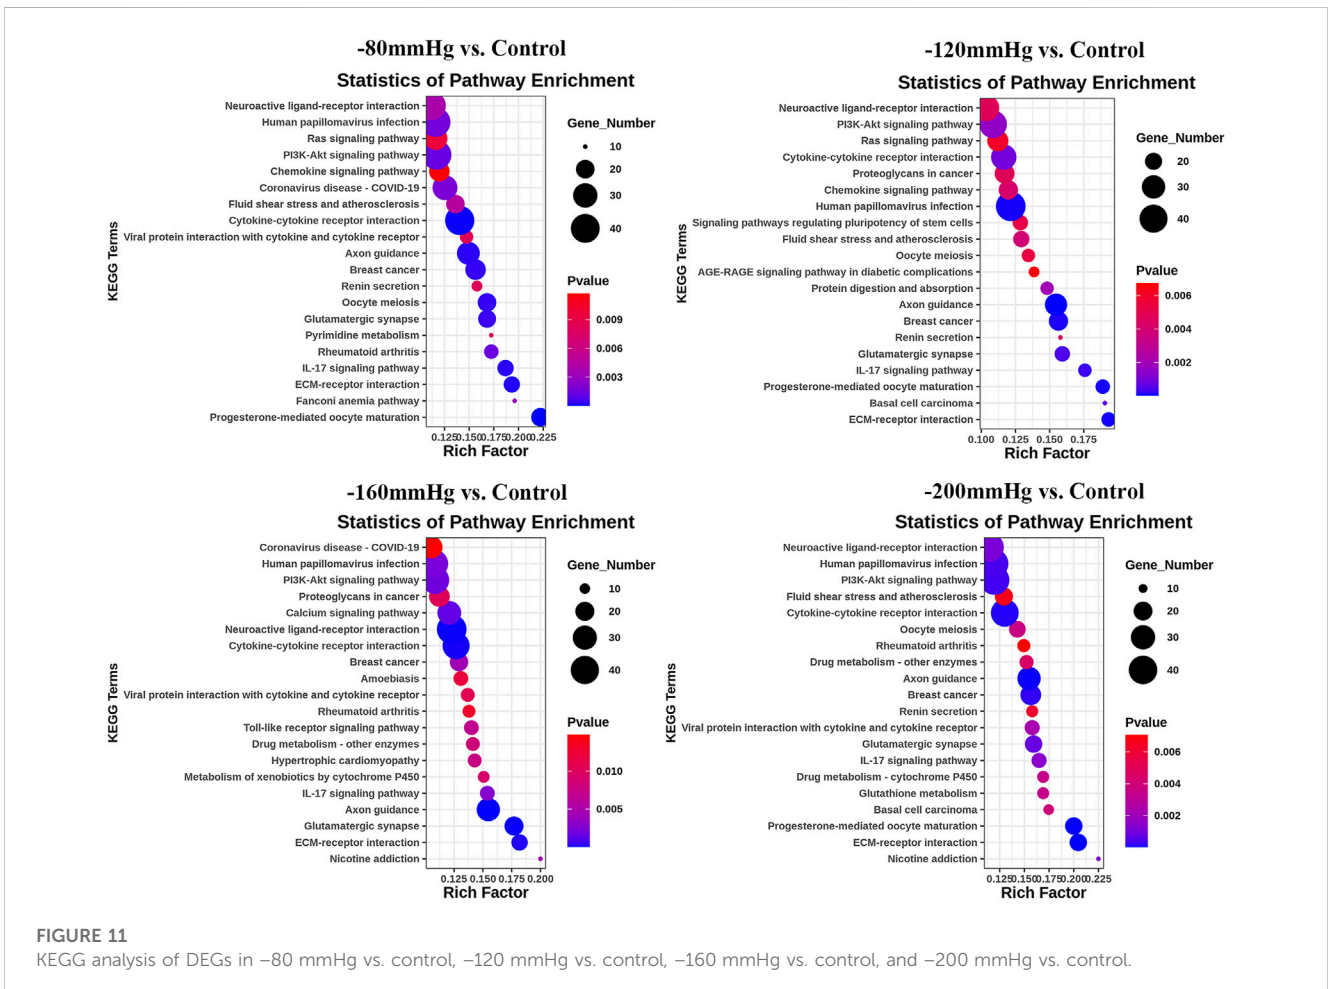 -80mmHg vs. Control
Statistics of Pathway Enrichment
KEGG Terms
Neuroactive ligand-receptor interaction
Human papillomavirus infection
Ras signaling pathway
PI3K-Akt signaling pathway
Chemokine signaling pathway
Coronavirus disease - COVID-19
Fluid shear stress and atherosclerosis
Cytokine-cytokine receptor interaction
Viral protein interaction with cytokine and cytokine receptor
Axon guidance
Breast cancer
Renin secretion
Oocyte meiosis
Glutamatergic synapse
Pyrimidine metabolism
Rheumatoid arthritis
IL-17 signaling pathway
ECM-receptor interaction
Fanconi anemia pathway
Progesterone-mediated oocyte maturation
0.125 0.150 0.175 0.200 0.225
Rich Factor
Gene_Number
10
20
30
40
Pvalue
0.009
0.006
0.003
-120mmHg vs. Control
Statistics of Pathway Enrichment
KEGG Terms
Neuroactive ligand-receptor interaction
PI3K-Akt signaling pathway
Ras signaling pathway
Cytokine-cytokine receptor interaction
Proteoglycans in cancer
Chemokine signaling pathway
Human papillomavirus infection
Signaling pathways regulating pluripotency of stem cells
Fluid shear stress and atherosclerosis
Oocyte meiosis
AGE-RAGE signaling pathway in diabetic complications
Protein digestion and absorption
Axon guidance
Breast cancer
Renin secretion
Glutamatergic synapse
IL-17 signaling pathway
Progesterone-mediated oocyte maturation
Basal cell carcinoma
ECM-receptor interaction
0.100 0.125 0.150 0.175
Rich Factor
Gene_Number
20
30
40
Pvalue
0.006
0.004
0.002
-160mmHg vs. Control
Statistics of Pathway Enrichment
KEGG Terms
Coronavirus disease - COVID-19
Human papillomavirus infection
PI3K-Akt signaling pathway
Proteoglycans in cancer
Calcium signaling pathway
Neuroactive ligand-receptor interaction
Cytokine-cytokine receptor interaction
Breast cancer
Amoebiasis
Viral protein interaction with cytokine and cytokine receptor
Rheumatoid arthritis
Toll-like receptor signaling pathway
Drug metabolism - other enzymes
Hypertrophic cardiomyopathy
Metabolism of xenobiotics by cytochrome P450
IL-17 signaling pathway
Axon guidance
Glutamatergic synapse
ECM-receptor interaction
Nicotine addiction
0.125 0.150 0.175 0.200
Rich Factor
Gene_Number
10
20
30
40
Pvalue
0.010
0.005
-200mmHg vs. Control
Statistics of Pathway Enrichment
KEGG Terms
Neuroactive ligand-receptor interaction
Human papillomavirus infection
PI3K-Akt signaling pathway
Fluid shear stress and atherosclerosis
Cytokine-cytokine receptor interaction
Oocyte meiosis
Rheumatoid arthritis
Drug metabolism - other enzymes
Axon guidance
Breast cancer
Renin secretion
Viral protein interaction with cytokine and cytokine receptor
Glutamatergic synapse
IL-17 signaling pathway
Drug metabolism - cytochrome P450
Glutathione metabolism
Basal cell carcinoma
Progesterone-mediated oocyte maturation
ECM-receptor interaction
Nicotine addiction
0.125 0.150 0.175 0.200 0.225
Rich Factor
Gene_Number
10
20
30
40
Pvalue
0.006
0.004
0.002
FIGURE 11
KEGG analysis of DEGs in −80 mmHg vs. control, −120 mmHg vs. control, −160 mmHg vs. control, and −200 mmHg vs. control.